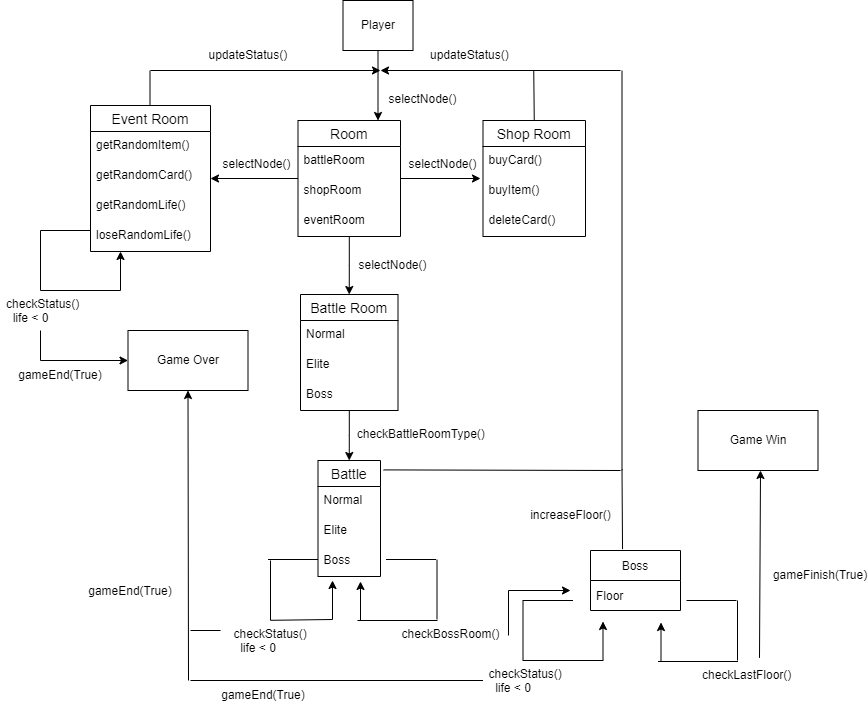 Player
updateStatus()
updateStatus()
selectNode()
Event Room
getRandomItem()
getRandomCard()
getRandomLife()
loseRandomLife()
selectNode()
Room
battleRoom
shopRoom
eventRoom
selectNode()
Shop Room
buyCard()
buyItem()
deleteCard()
selectNode()
checkStatus()
life < 0
gameEnd(True)
Game Over
Battle Room
Normal
Elite
Boss
checkBattleRoomType()
Game Win
Battle
Normal
Elite
Boss
increaseFloor()
Boss
Floor
gameFinish(True)
gameEnd(True)
checkStatus()
life < 0
checkBossRoom()
checkStatus()
life < 0
checkLastFloor()
gameEnd(True)